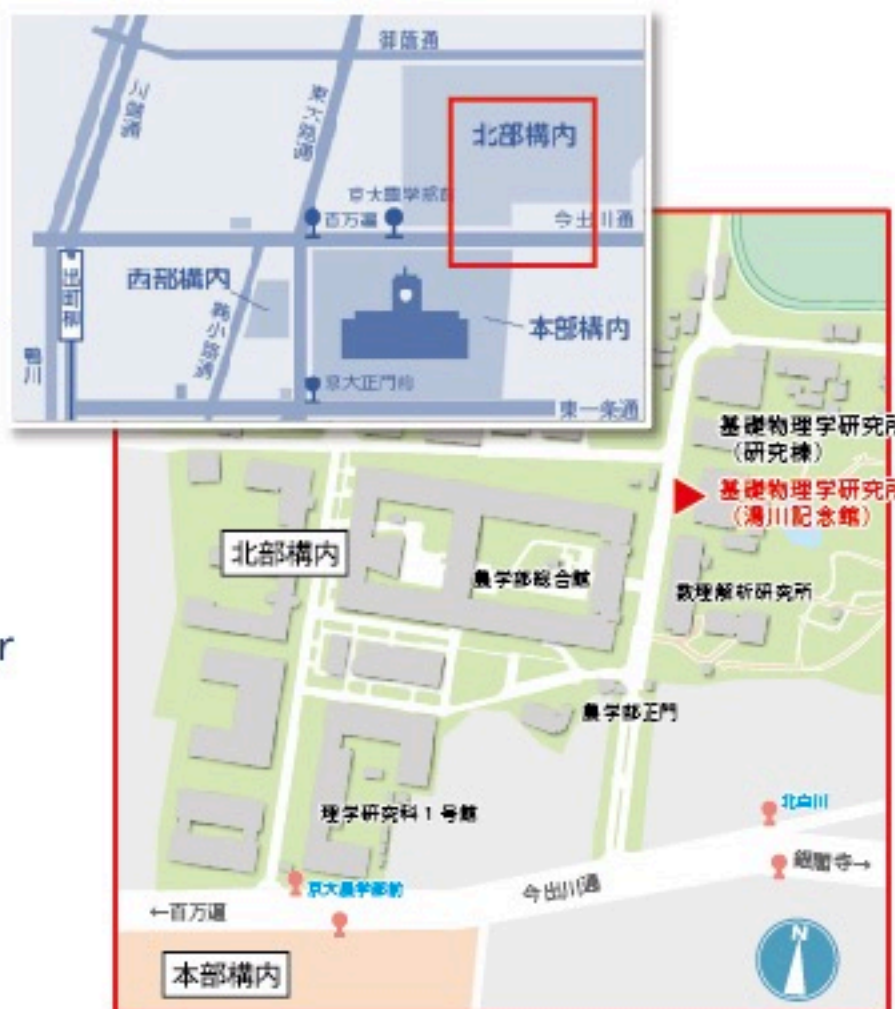 御蔭通
川端通
東大路通
北部構内
京大農学部前
百万遍
今出川通
西部構内
出町柳
鞠小路通
本部構内
鴨川
京大正門前
東一条通
基礎物理学研究所
(研究棟)
基礎物理学研究所
(湯川記念館)
北部構内
農学部総合館
数理解析研究所
r
農学部正門
理学研究科1号館
北白川
銀閣寺→
京大農学部前
今出川通
←百万遍
本部構内
N